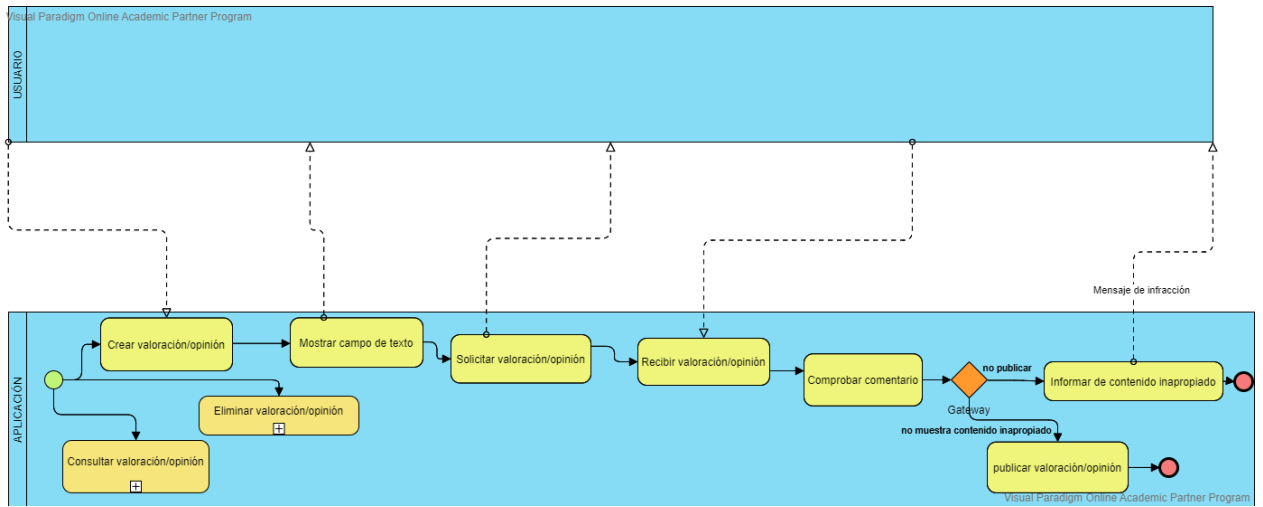 Visual Paradigm Online Academic Partner Program
USUARIO
Mensaje de infracción
APLICACIÓN
Crear valoración/opinión
Mostrar campo de texto
Solicitar valoración/opinión
Recibir valoración/opinión
Comprobar comentario
no publicar
Informar de contenido inapropiado
Gateway
Eliminar valoración/opinión
no muestra contenido inapropiado
Consultar valoración/opinión
publicar valoración/opinión
Visual Paradigm Online Academic Partner Program